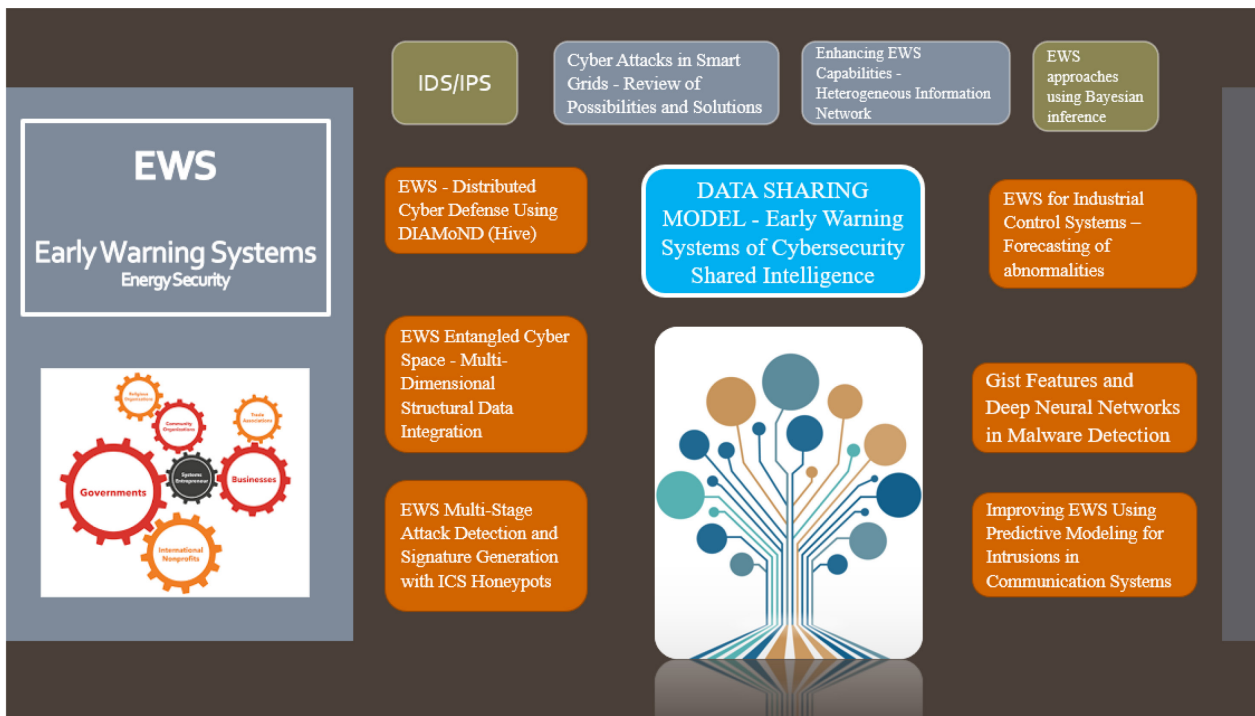 EWS
Early Warning Systems
Energy Security
Religious
Organizations
Community
Organizations
Trade
Associations
Governments
Systems
Entrepreneur
Businesses
International
Nonprofits
IDS/IPS
Cyber Attacks in Smart
Grids - Review of
Possibilities and Solutions
Enhancing EWS
Capabilities -
Heterogeneous Information
Network
EWS
approaches
using Bayesian
inference
EWS - Distributed
Cyber Defense Using
DIAMoND (Hive)
DATA SHARING
MODEL - Early Warning
Systems of Cybersecurity
Shared Intelligence
EWS for Industrial
Control Systems –
Forecasting of
abnormalities
EWS Entangled Cyber
Space - Multi-
Dimensional
Structural Data
Integration
Gist Features and
Deep Neural Networks
in Malware Detection
EWS Multi-Stage
Attack Detection and
Signature Generation
with ICS Honeypots
Improving EWS Using
Predictive Modeling for
Intrusions in
Communication Systems